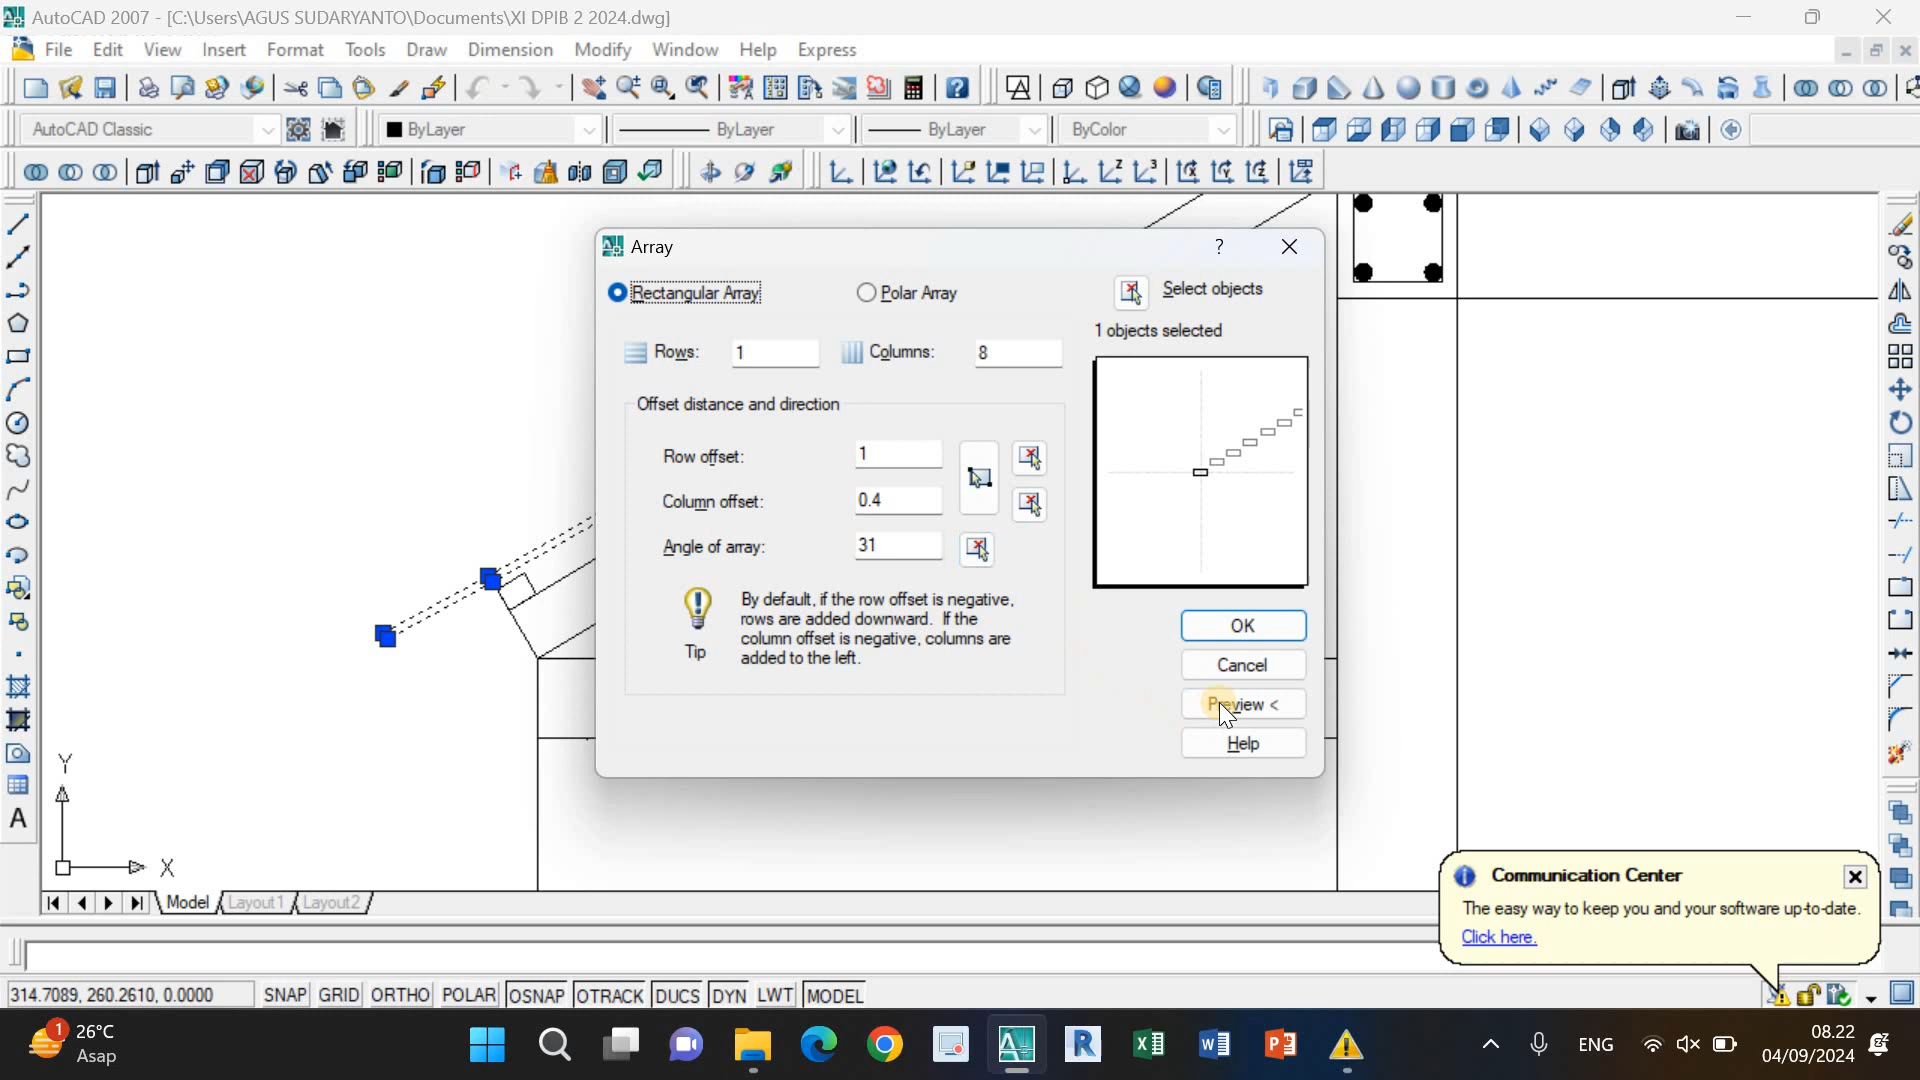 AutoCAD 2007 - [C:\Users\AGUS SUDARYANTO\Documents\XI DPIB 2 2024.dwg]
File Edit View Insert Format Tools Draw Dimension Modify Window Help Express
AutoCAD Classic ByLayer ByLayer ByLayer ByColor
Array ?
Rectangular Array Polar Array Select objects
1 objects selected
Rows: 1 Columns: 8
Offset distance and direction
Row offset: 1
Column offset: 0.4
Angle of array: 31
By default, if the row offset is negative,
rows are added downward. If the
column offset is negative, columns are
added to the left.
Tip
OK
Cancel
Preview <
Help
Y
X
A
Model Layout1 Layout2
Communication Center
The easy way to keep you and your software up-to-date.
Click here.
314.7089, 260.2610, 0.0000 SNAP GRID ORTHO POLAR OSNAP OTRACK DUCS DYN LWT MODEL
1
26°C
Asap
ENG
08.22
04/09/2024